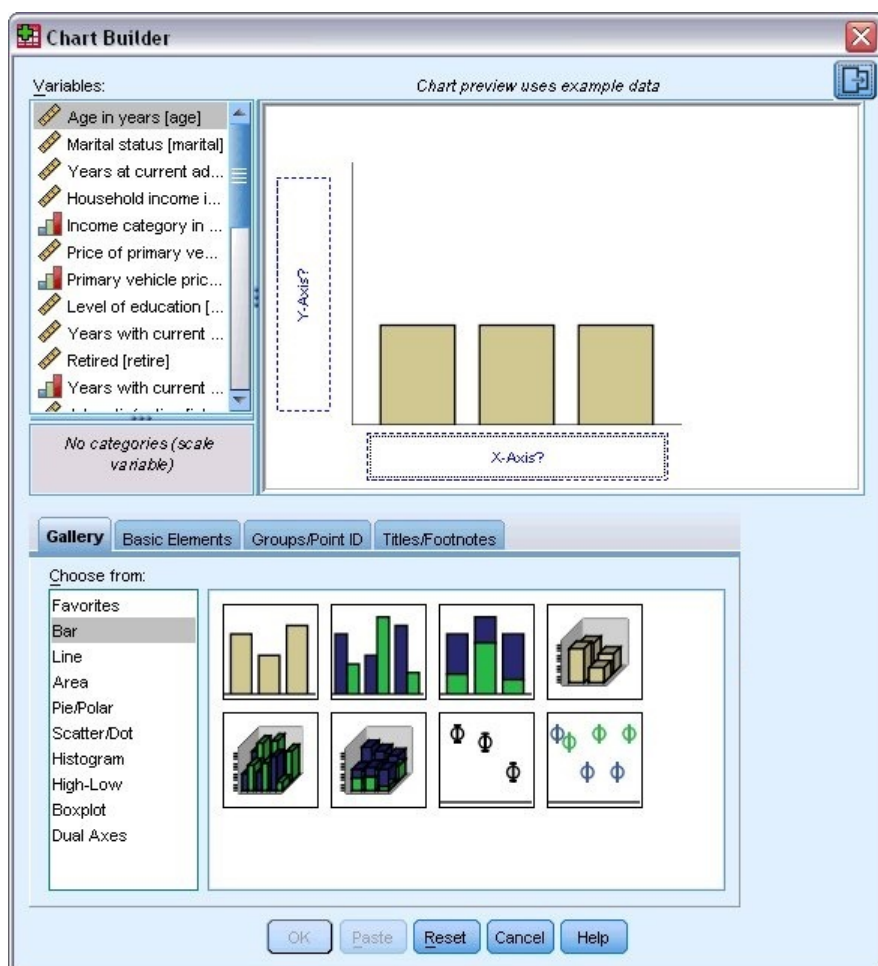 Chart Builder
Variables:
Chart preview uses example data
Age in years [age]
Marital status [marital]
Years at current ad...
Household income i...
Income category in ...
Price of primary ve...
Primary vehicle pric...
Level of education [...
Years with current ...
Retired [retire]
Years with current ...
No categories (scale
variable)
Y-Axis?
X-Axis?
Gallery
Basic Elements
Groups/Point ID
Titles/Footnotes
Choose from:
Favorites
Bar
Line
Area
Pie/Polar
Scatter/Dot
Histogram
High-Low
Boxplot
Dual Axes
OK
Paste
Reset
Cancel
Help